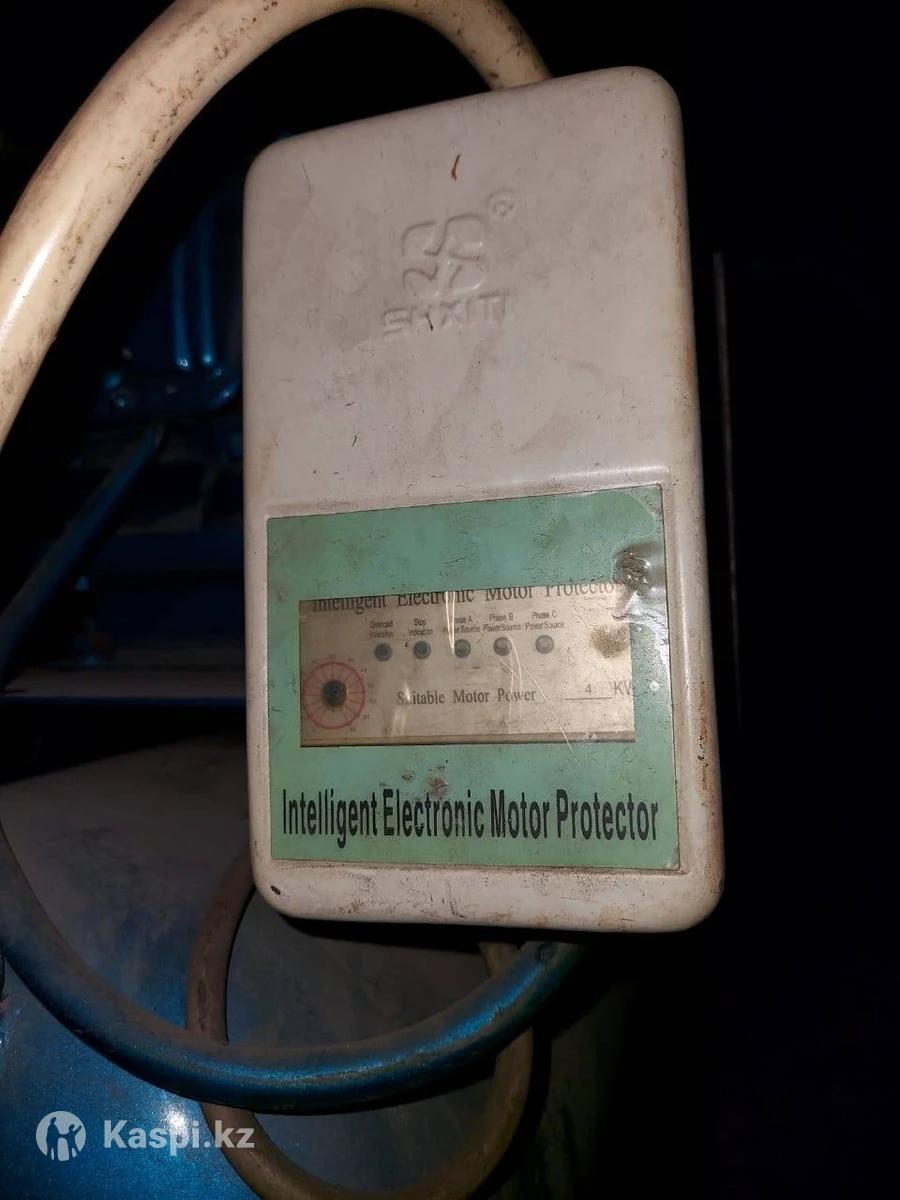 ®
SHXITI
Intelligent Electronic Motor Protector
Overload Stop Phase A Phase B Phase C
Indication Indication Power Source Power Source Power Source
Suitable Motor Power 4 KW
Intelligent Electronic Motor Protector
Kaspi.kz